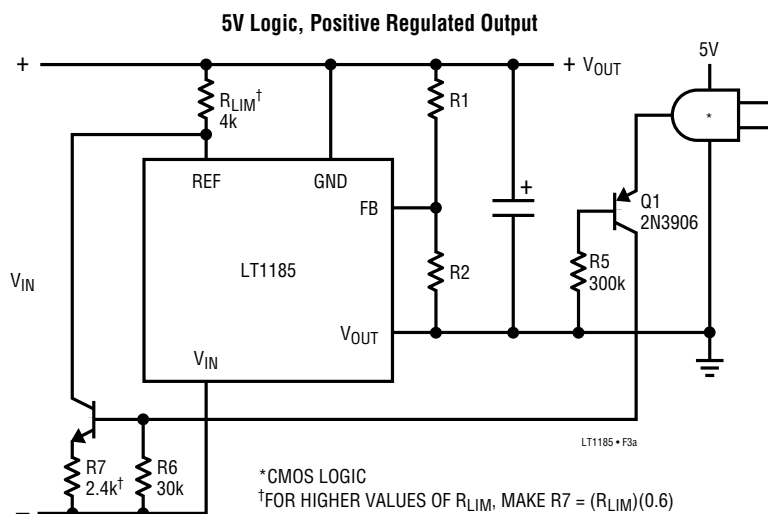 5V Logic, Positive Regulated Output
+
+ VOUT
5V
RLIM†
4k
R1
*
REF
GND
FB
+
Q1
2N3906
VIN
LT1185
R2
R5
300k
VOUT
VIN
LT1185 • F3a
R7
2.4k†
R6
30k
*CMOS LOGIC
†FOR HIGHER VALUES OF RLIM, MAKE R7 = (RLIM)(0.6)
–